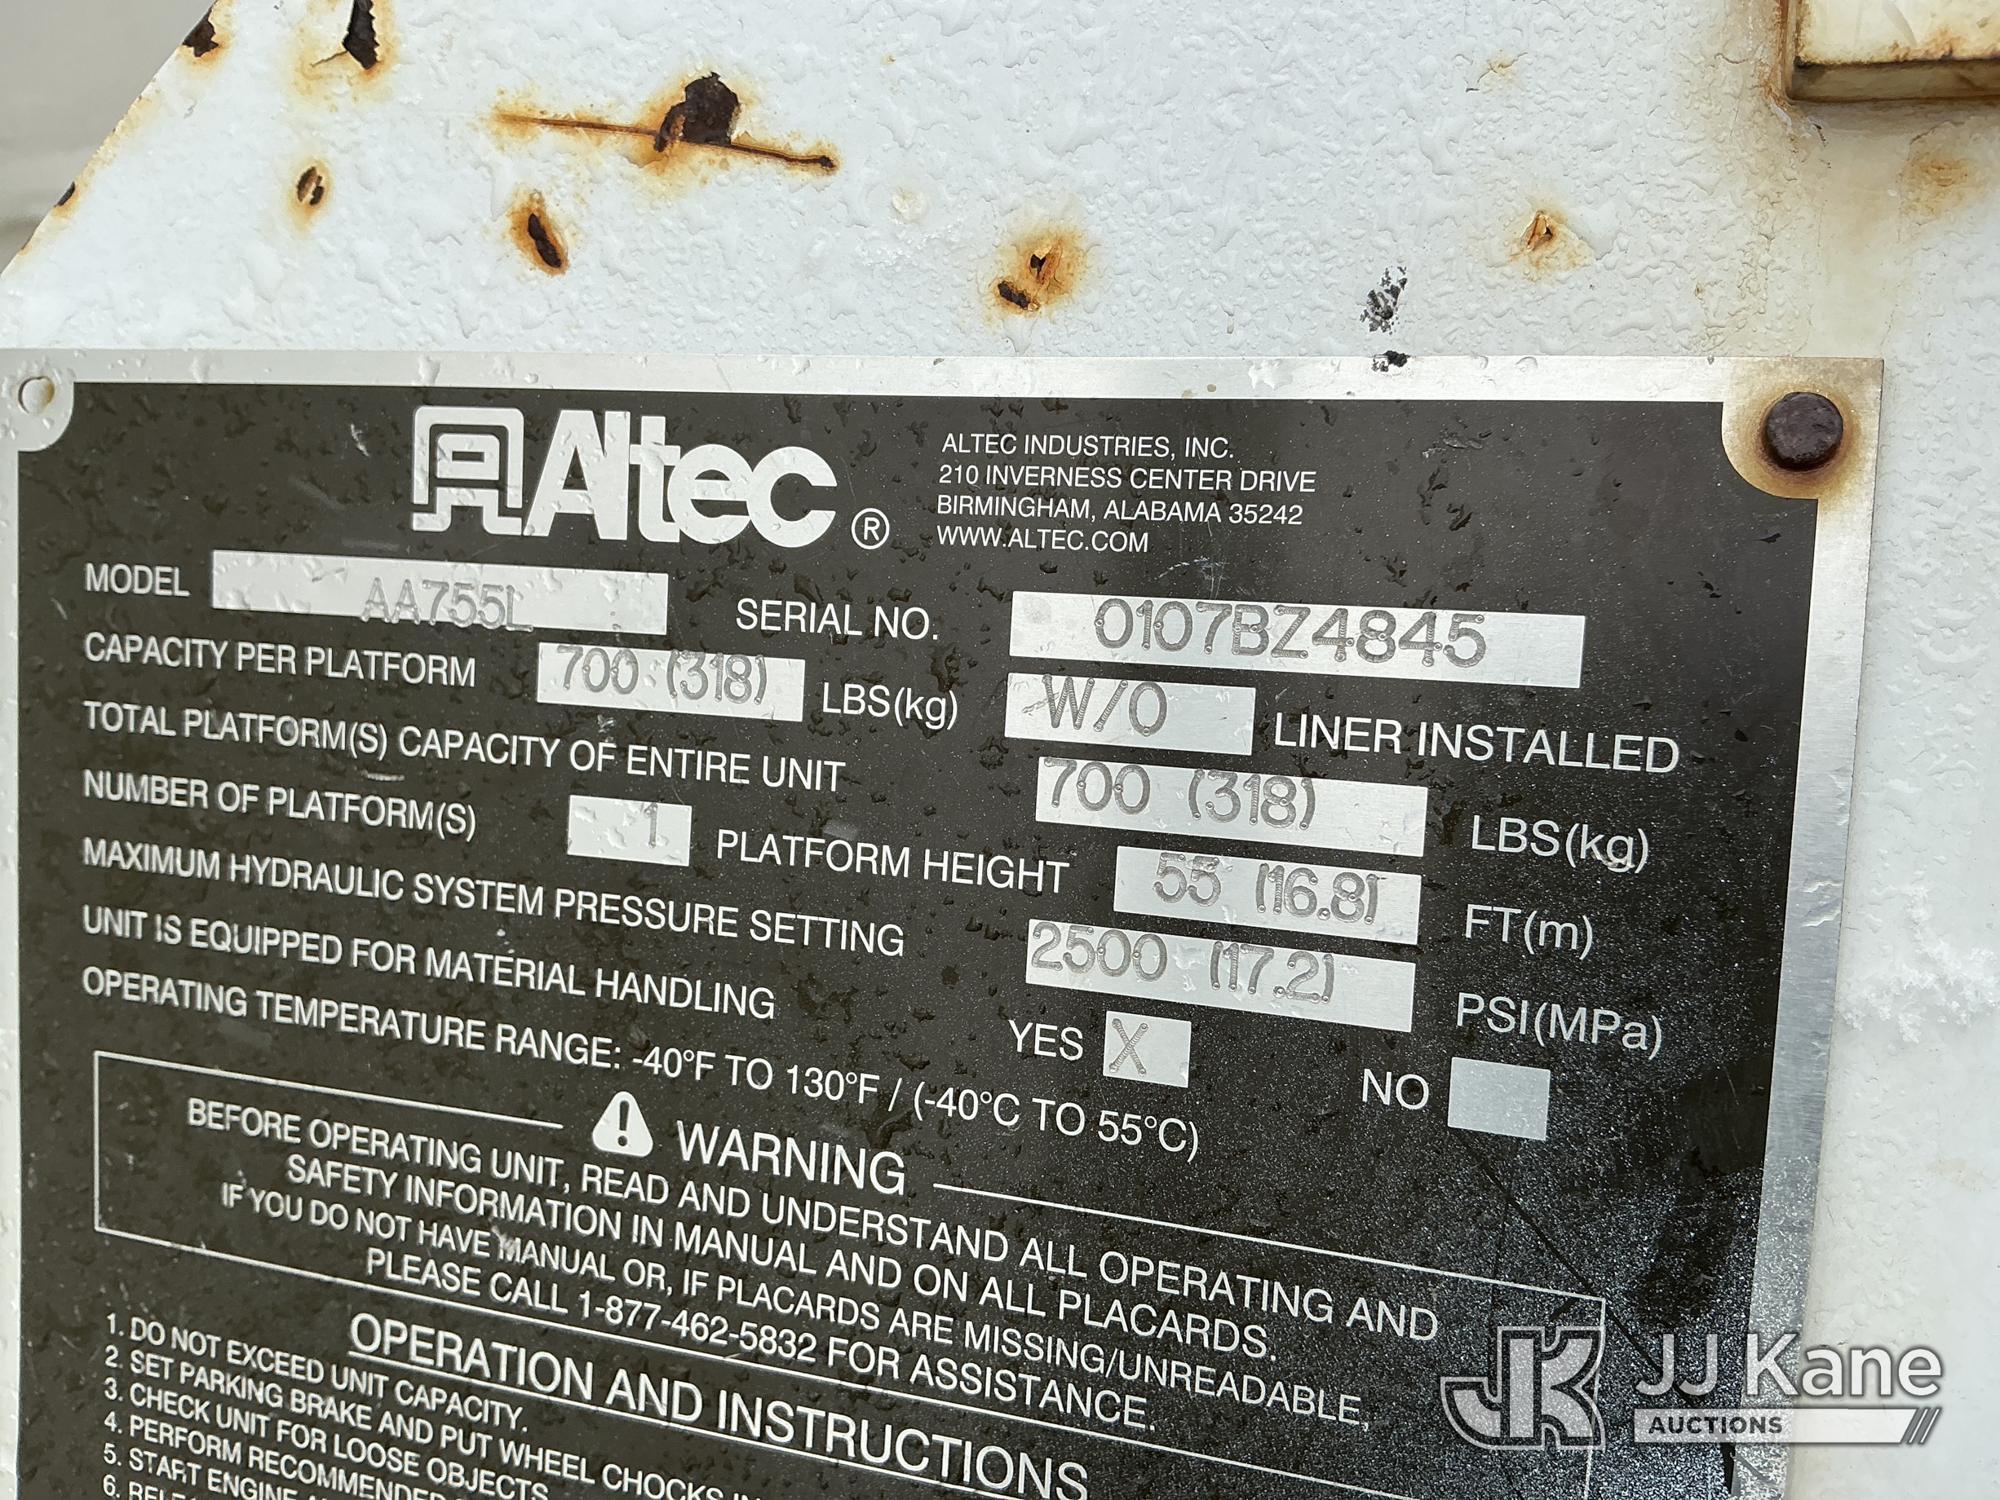 Altec ®
ALTEC INDUSTRIES, INC.
210 INVERNESS CENTER DRIVE
BIRMINGHAM, ALABAMA 35242
WWW.ALTEC.COM
MODEL AA755L SERIAL NO. 0107BZ4845
CAPACITY PER PLATFORM 700 (318) LBS(kg) W/O LINER INSTALLED
TOTAL PLATFORM(S) CAPACITY OF ENTIRE UNIT 700 (318) LBS(kg)
NUMBER OF PLATFORM(S) 1 PLATFORM HEIGHT 55 (16.8) FT(m)
MAXIMUM HYDRAULIC SYSTEM PRESSURE SETTING 2500 (17.2) PSI(MPa)
UNIT IS EQUIPPED FOR MATERIAL HANDLING YES X NO
OPERATING TEMPERATURE RANGE: -40°F TO 130°F / (-40°C TO 55°C)
WARNING
BEFORE OPERATING UNIT, READ AND UNDERSTAND ALL OPERATING AND
SAFETY INFORMATION IN MANUAL AND ON ALL PLACARDS.
IF YOU DO NOT HAVE MANUAL OR, IF PLACARDS ARE MISSING/UNREADABLE,
PLEASE CALL 1-877-462-5832 FOR ASSISTANCE.
OPERATION AND INSTRUCTIONS
1. DO NOT EXCEED UNIT CAPACITY.
2. SET PARKING BRAKE AND PUT WHEEL CHOCKS
3. CHECK UNIT FOR LOOSE OBJECTS
4. PERFORM RECOMMENDED
5. START ENGINE
6.
JK JJ Kane
AUCTIONS